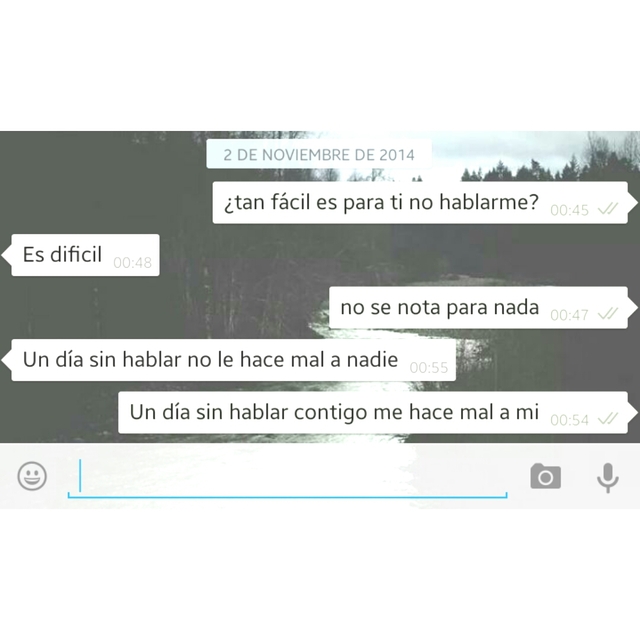 2 DE NOVIEMBRE DE 2014
¿tan fácil es para ti no hablarme? 00:45
Es dificil 00:48
no se nota para nada 00:47
Un día sin hablar no le hace mal a nadie 00:55
Un día sin hablar contigo me hace mal a mi 00:54